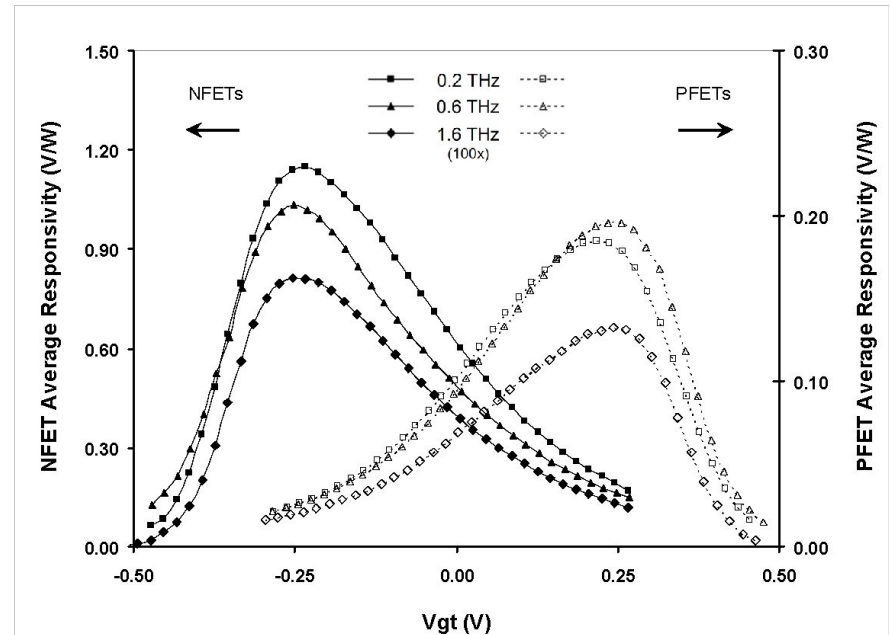 1.50
1.20
0.90
0.60
0.30
0.00
NFET Average Responsivity (V/W)
NFETs
0.2 THz
0.6 THz
1.6 THz
(100x)
PFETs
0.30
0.20
0.10
0.00
PFET Average Responsivity (V/W)
-0.50 -0.25 0.00 0.25 0.50
Vgt (V)